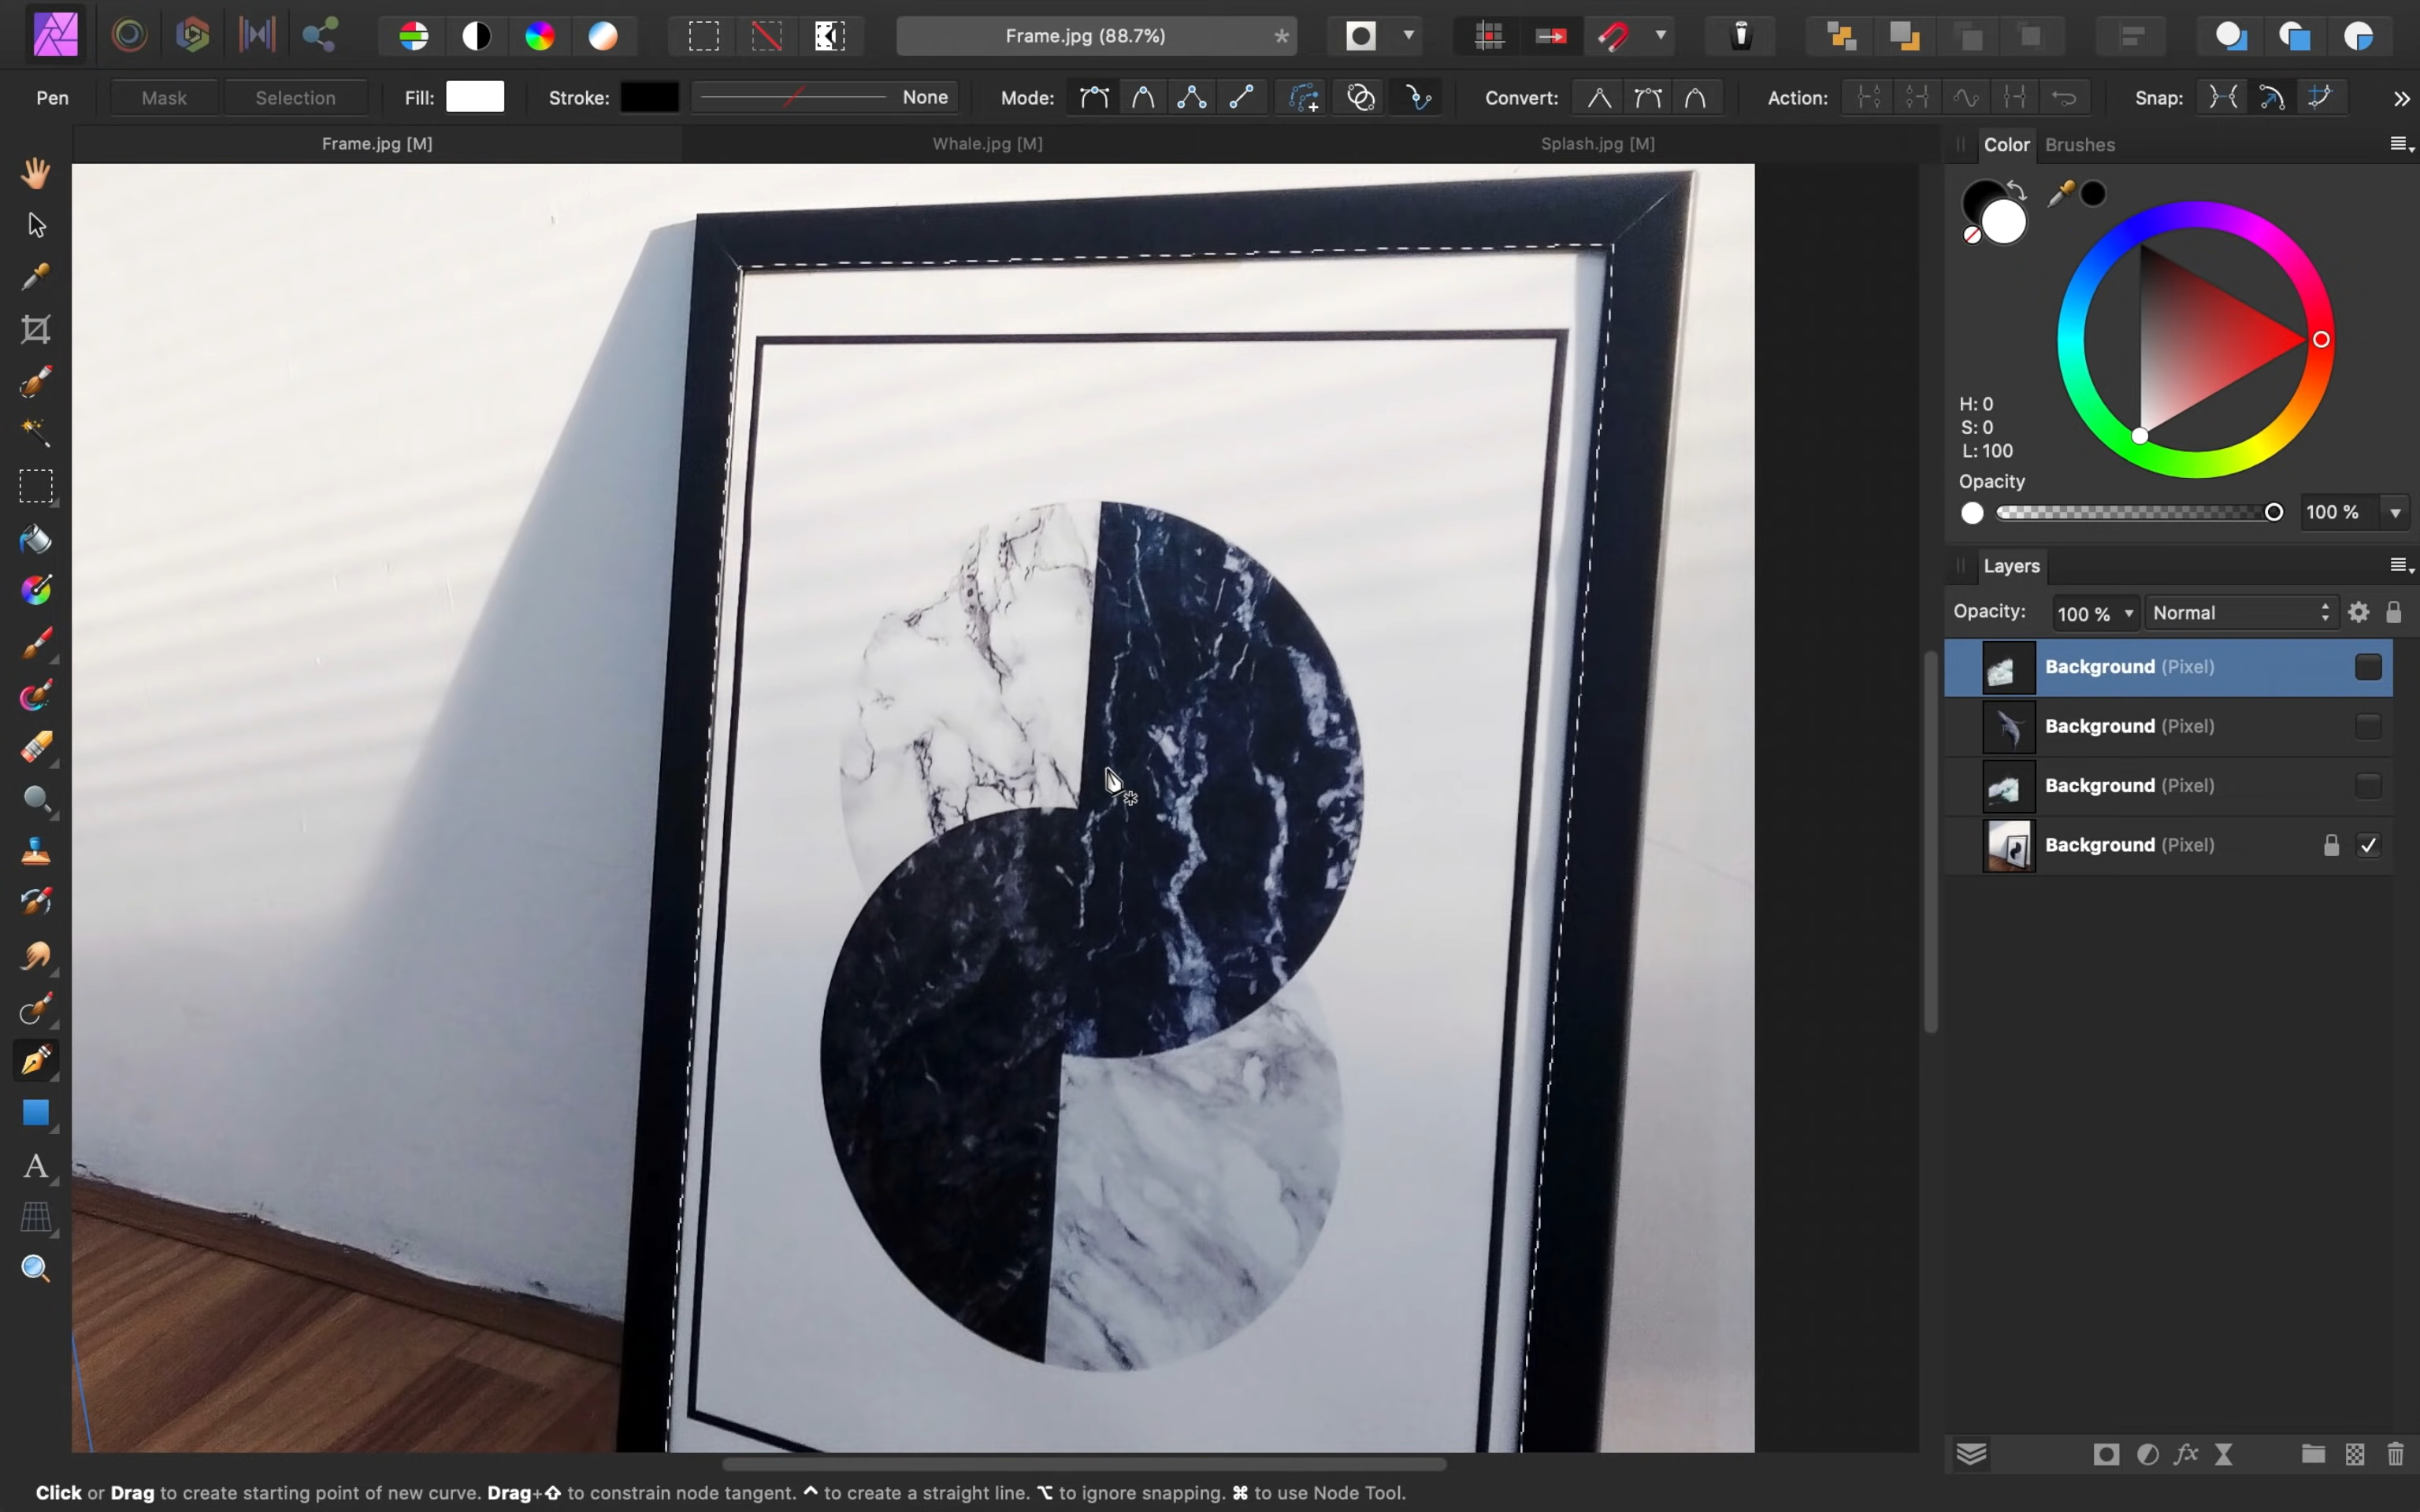 Frame.jpg (88.7%)
*
Pen
Mask
Selection
Fill:
Stroke:
None
Mode:
Convert:
Action:
Snap:
Frame.jpg [M]
Whale.jpg [M]
Splash.jpg [M]
Color
Brushes
H: 0
S: 0
L: 100
Opacity
100 %
Layers
Opacity:
100 %
Normal
Background (Pixel)
Background (Pixel)
Background (Pixel)
Background (Pixel)
A
fx
Click or Drag to create starting point of new curve. Drag+⇧ to constrain node tangent. ^ to create a straight line. ⌥ to ignore snapping. ⌘ to use Node Tool.